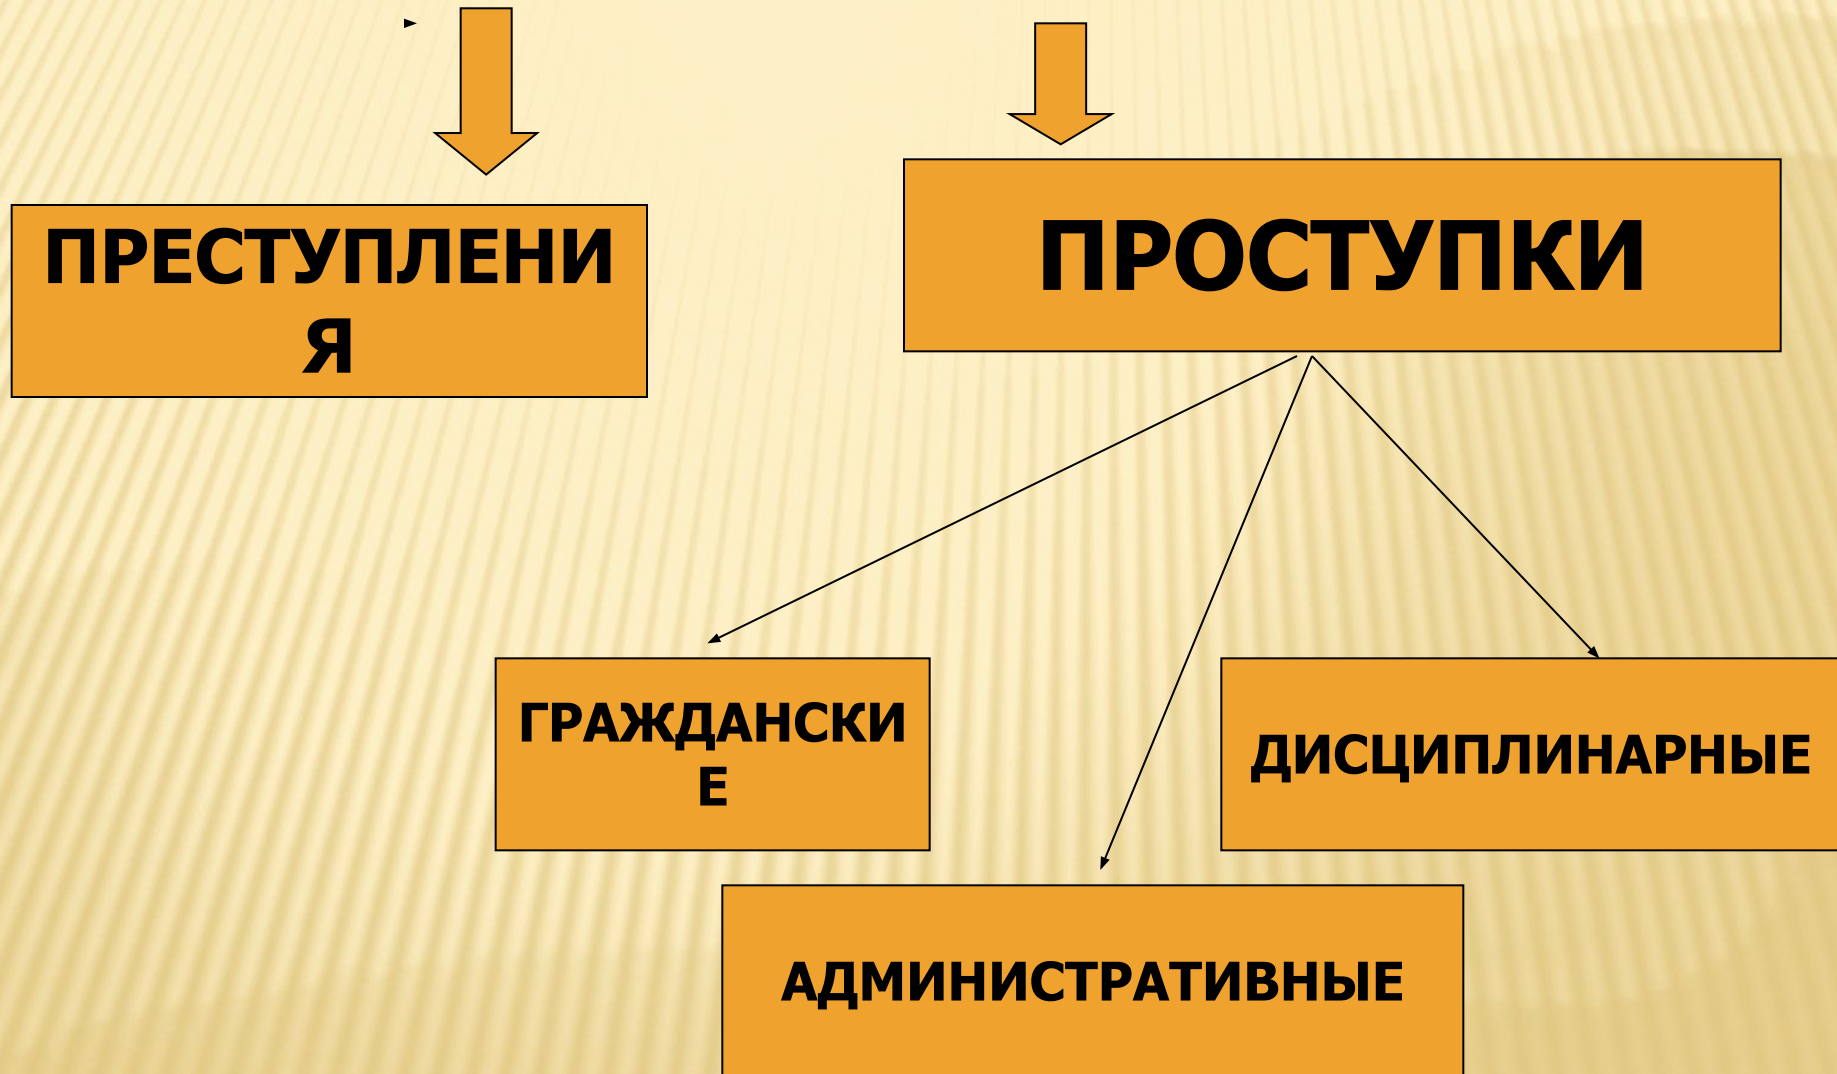 ПРЕСТУПЛЕНИ
Я
ПРОСТУПКИ
ГРАЖДАНСКИ
Е
ДИСЦИПЛИНАРНЫЕ
АДМИНИСТРАТИВНЫЕ